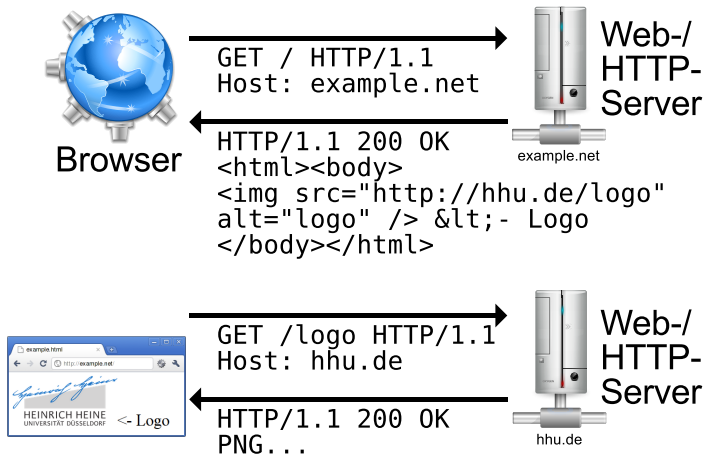 GET / HTTP/1.1
Host: example.net
Web-/
HTTP-
Server
example.net
Browser
HTTP/1.1 200 OK
<html><body>
<img src="http://hhu.de/logo"
alt="logo" /> &lt;- Logo
</body></html>
GET /logo HTTP/1.1
Host: hhu.de
Web-/
HTTP-
Server
hhu.de
example.html
http://example.net/
Heinrich Heine
HEINRICH HEINE
UNIVERSITÄT DÜSSELDORF
<- Logo
HTTP/1.1 200 OK
PNG...